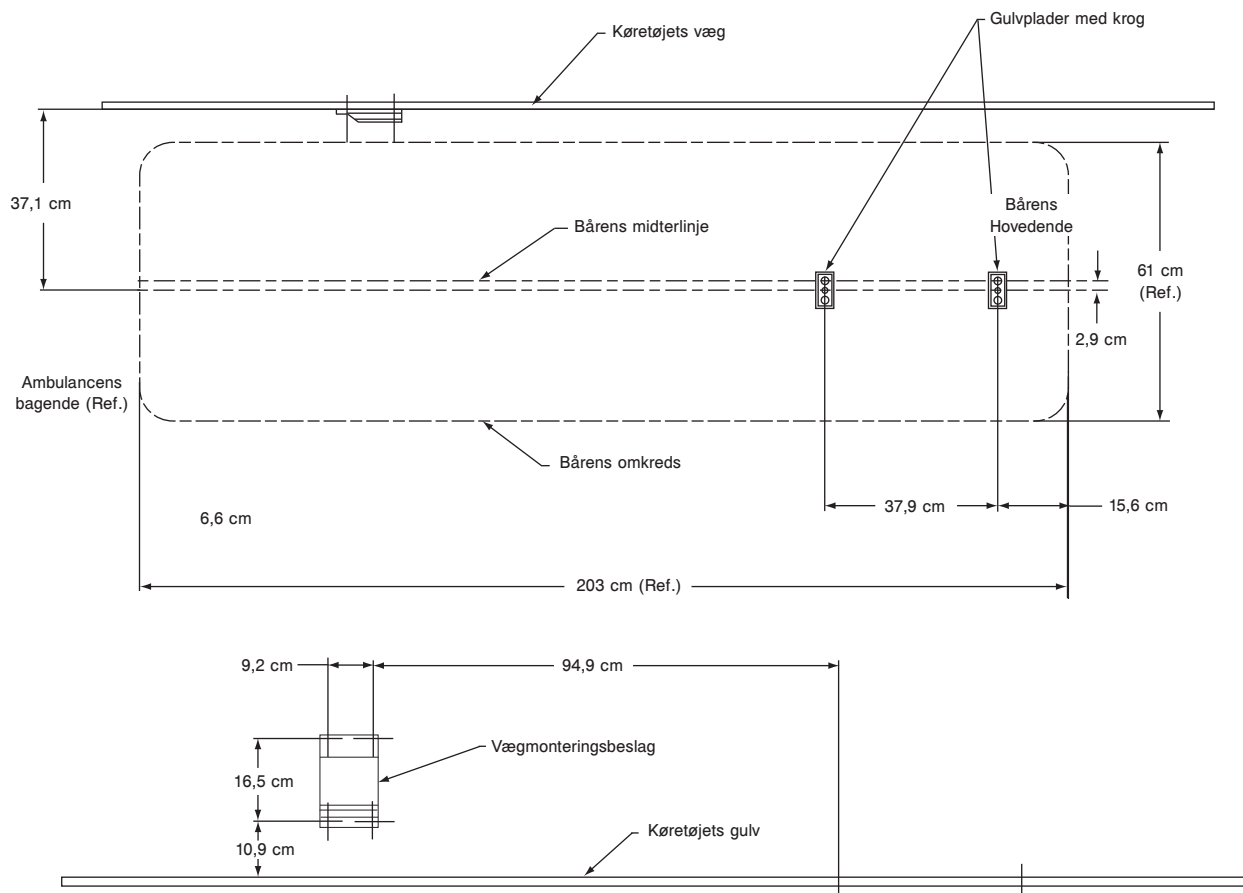 Gulvplader med krog
Køretøjets væg
37,1 cm
Bårens
Hovedende
Bårens midterlinje
61 cm
(Ref.)
2,9 cm
Ambulancens
bagende (Ref.)
Bårens omkreds
37,9 cm
15,6 cm
6,6 cm
203 cm (Ref.)
9,2 cm
94,9 cm
Vægmonteringsbeslag
16,5 cm
Køretøjets gulv
10,9 cm